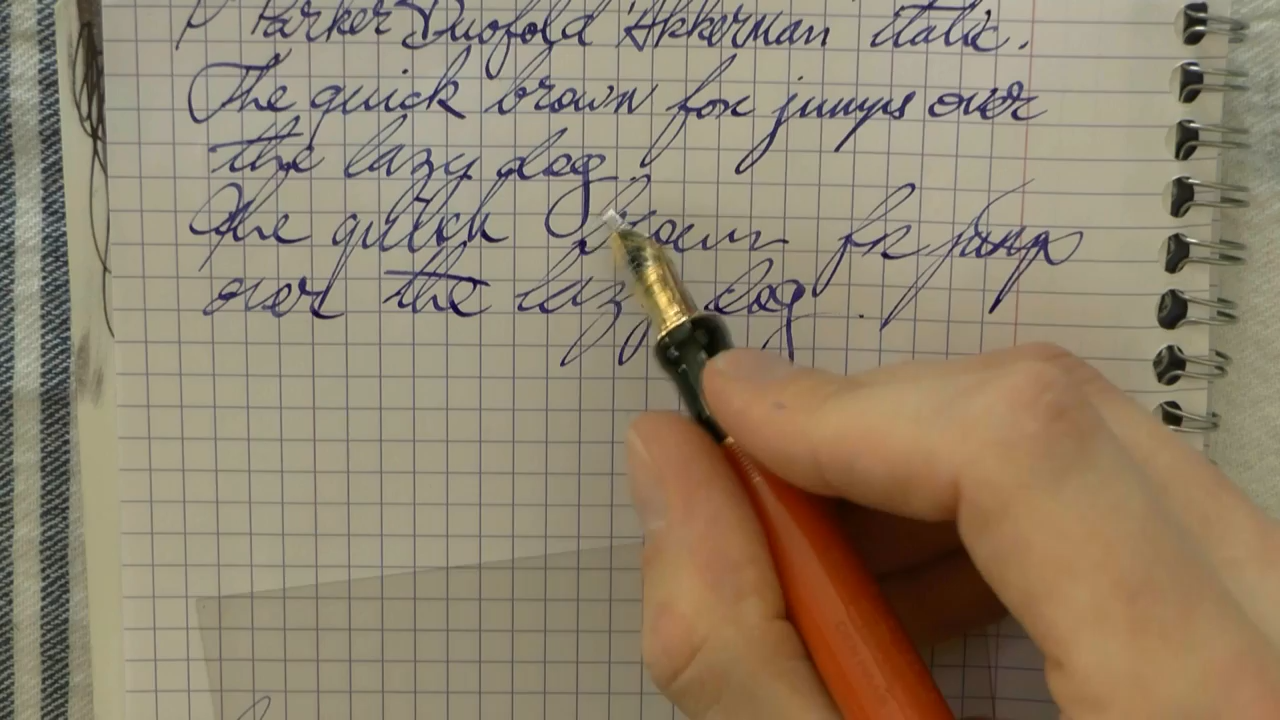 P Parker Duofold "Akkerman" italic.
The quick brown fox jumps over
the lazy dog.
The quick brown fox jumps
over the lazy dog.